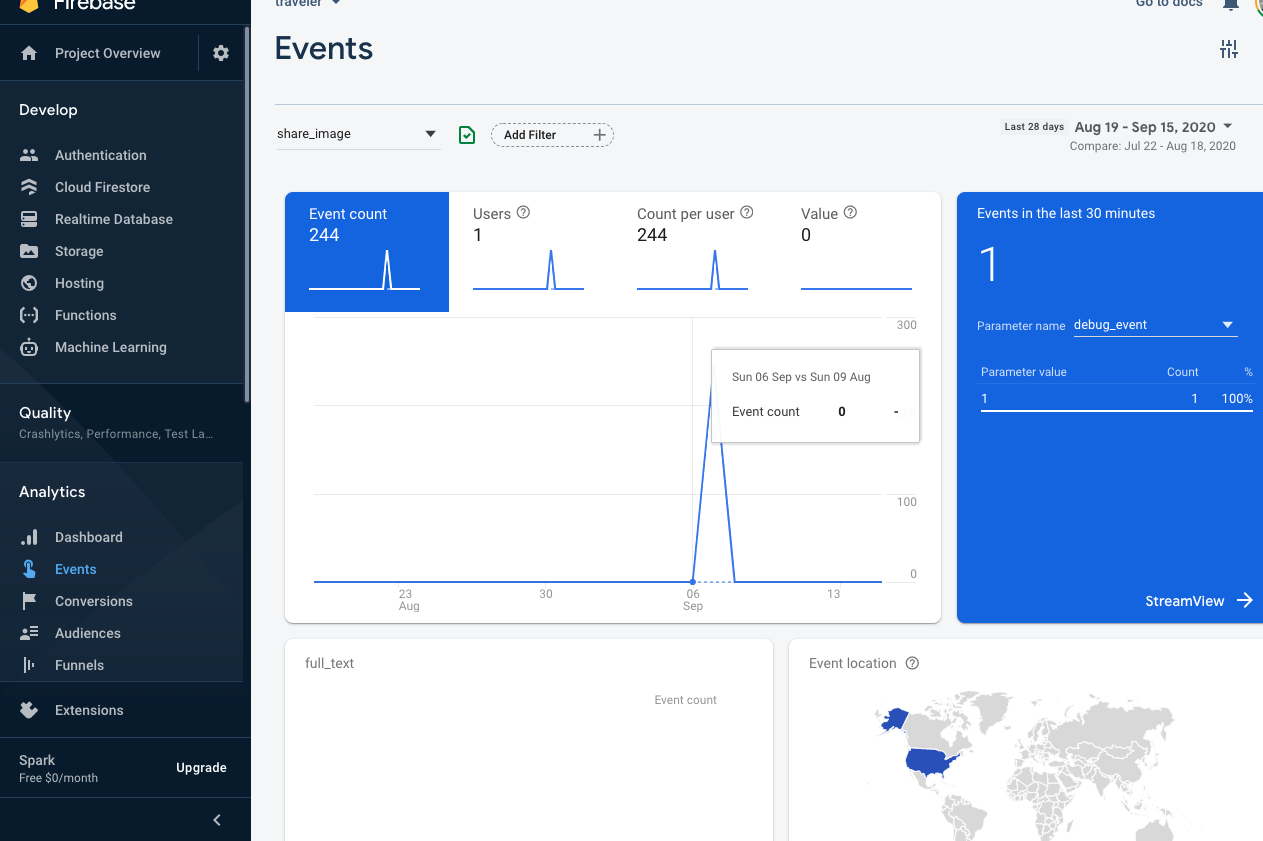 Firebase
Project Overview
Develop
Authentication
Cloud Firestore
Realtime Database
Storage
Hosting
Functions
Machine Learning
Quality
Crashlytics, Performance, Test La…
Analytics
Dashboard
Events
Conversions
Audiences
Funnels
Extensions
Spark
Free $0/month
Upgrade
traveler
Go to docs
Events
share_image
Add Filter
Last 28 days Aug 19 - Sep 15, 2020
Compare: Jul 22 - Aug 18, 2020
Event count
244
Users
1
Count per user
244
Value
0
300
100
0
23
Aug
30
06
Sep
13
Sun 06 Sep vs Sun 09 Aug
Event count 0 -
Events in the last 30 minutes
1
Parameter name debug_event
Parameter value Count %
1 1 100%
StreamView
full_text
Event count
Event location